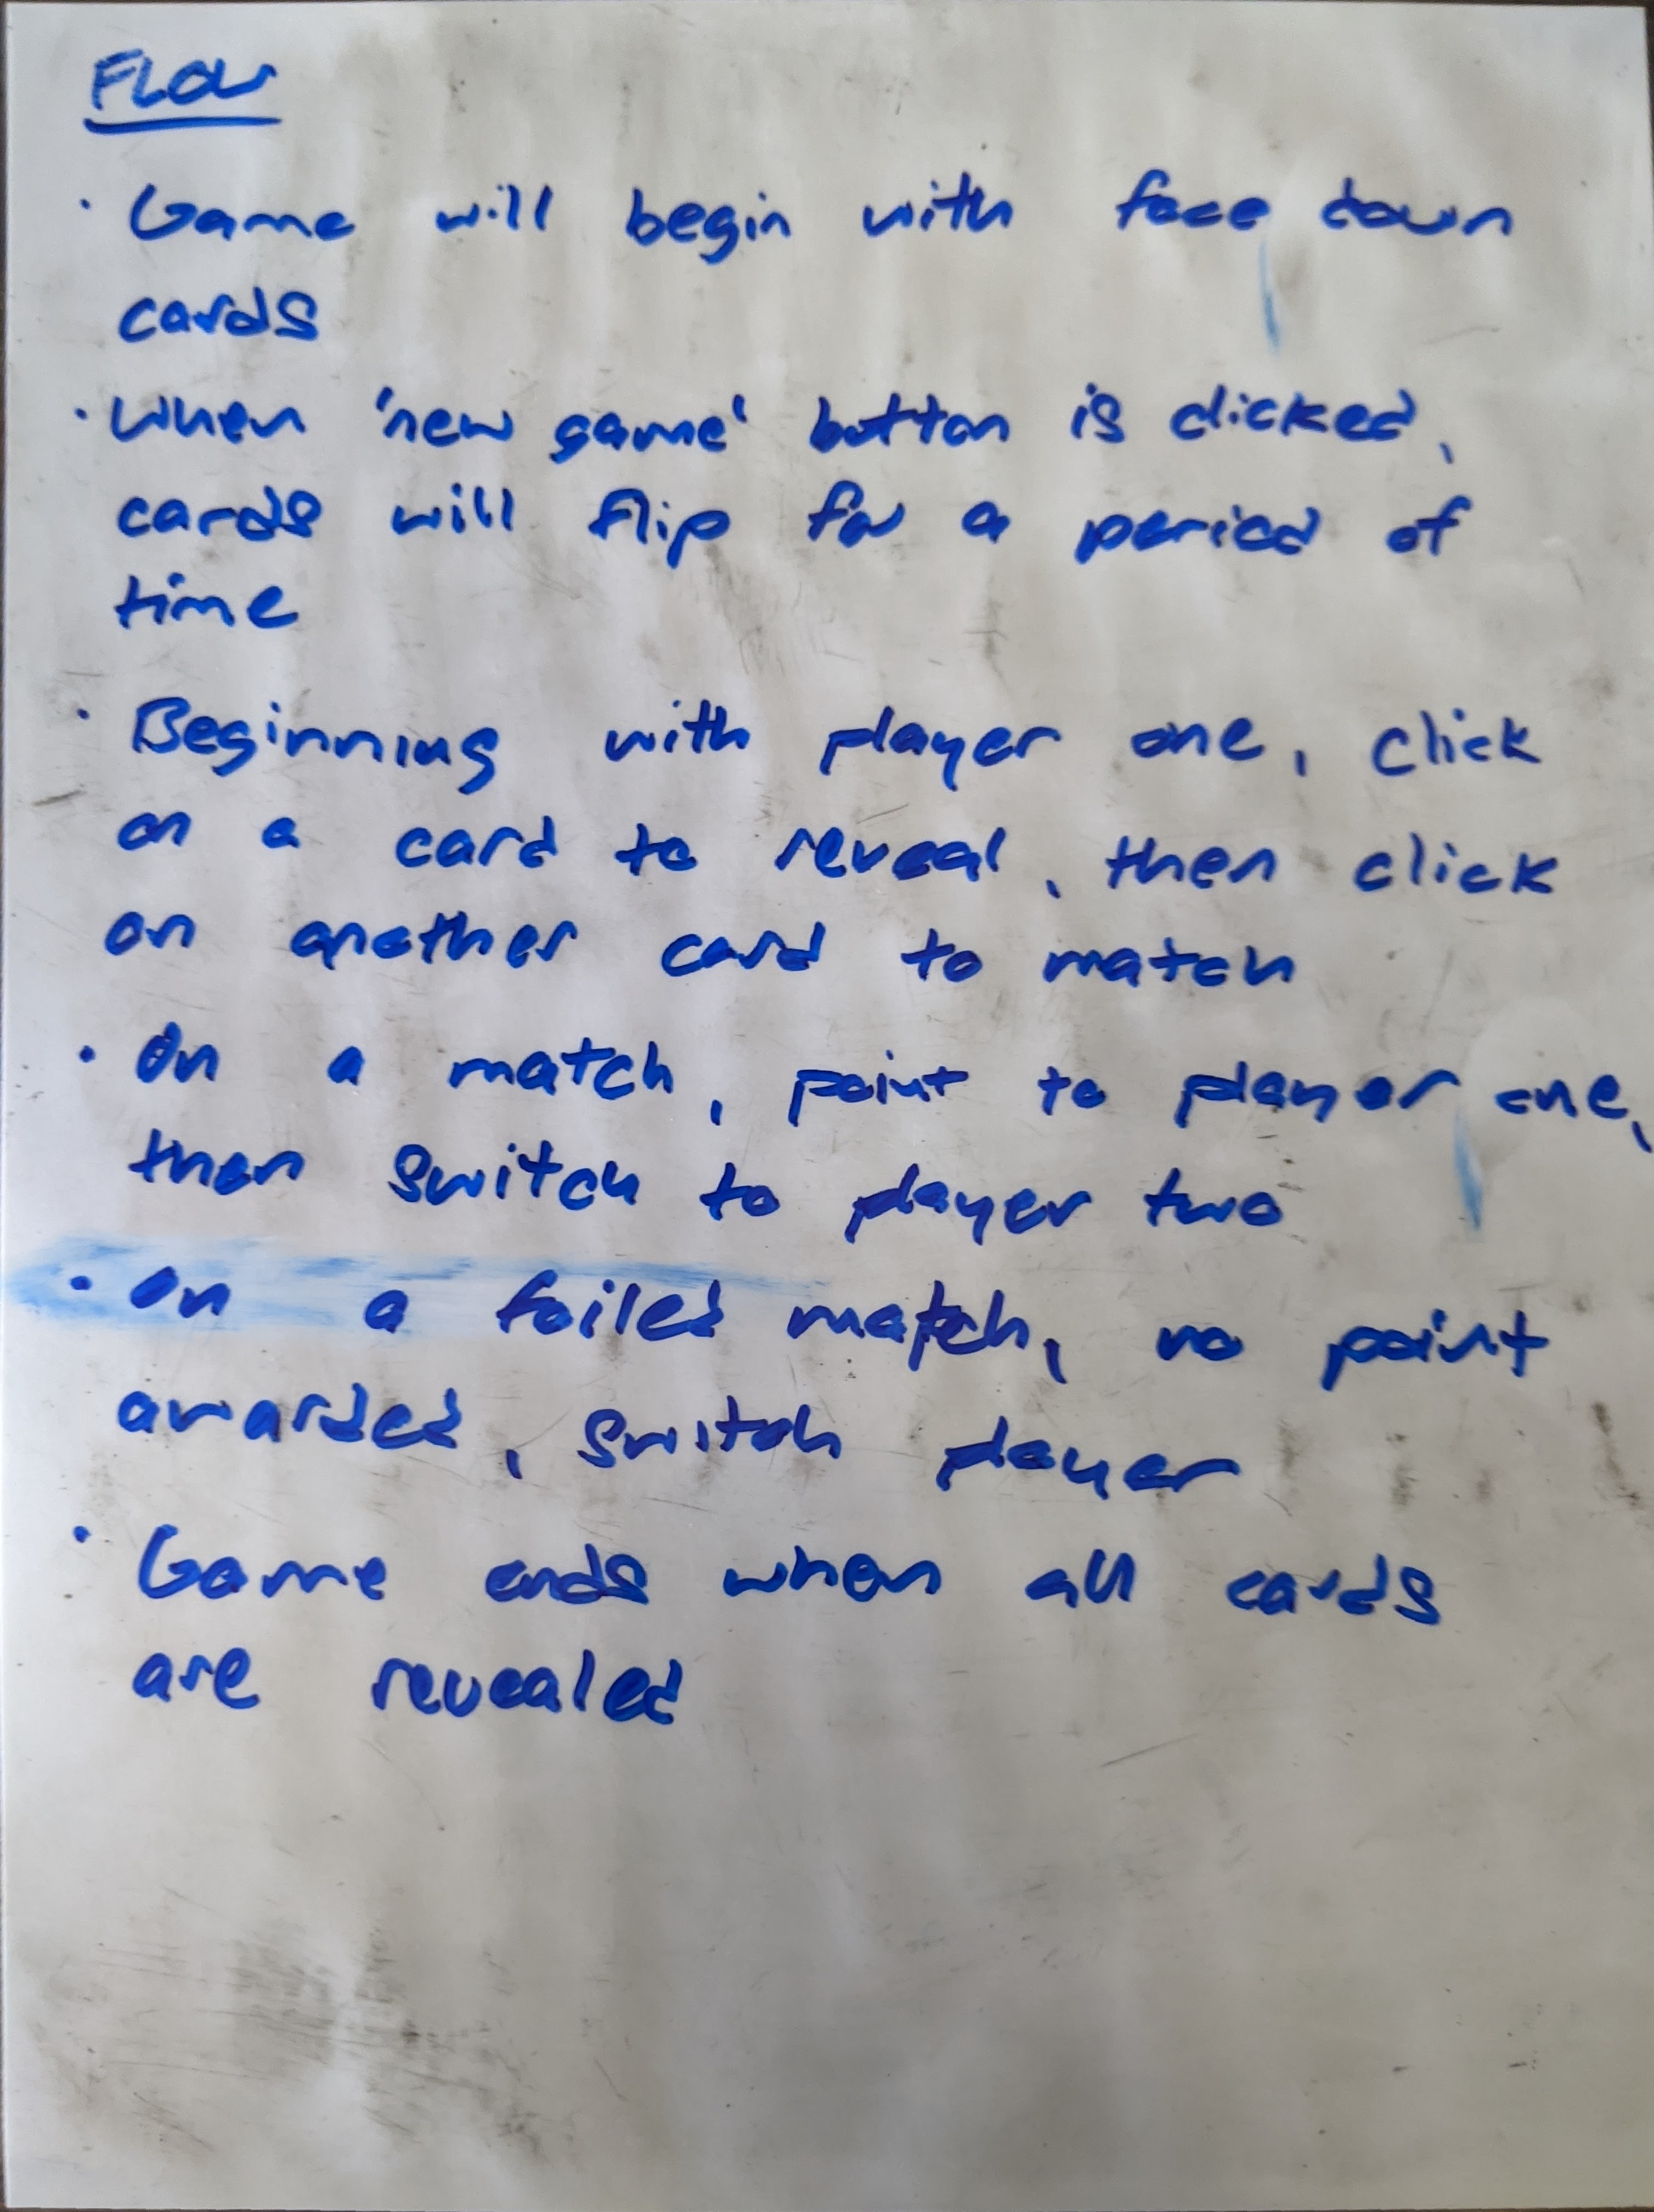 FLOW
· Game will begin with face down
cards
· When 'new game' button is clicked,
cards will flip for a period of
time
· Beginning with player one, click
on a card to reveal, then click
on another card to match
· On a match, point to player one,
then switch to player two
· On a failed match, no point
awarded, switch player
· Game ends when all cards
are revealed